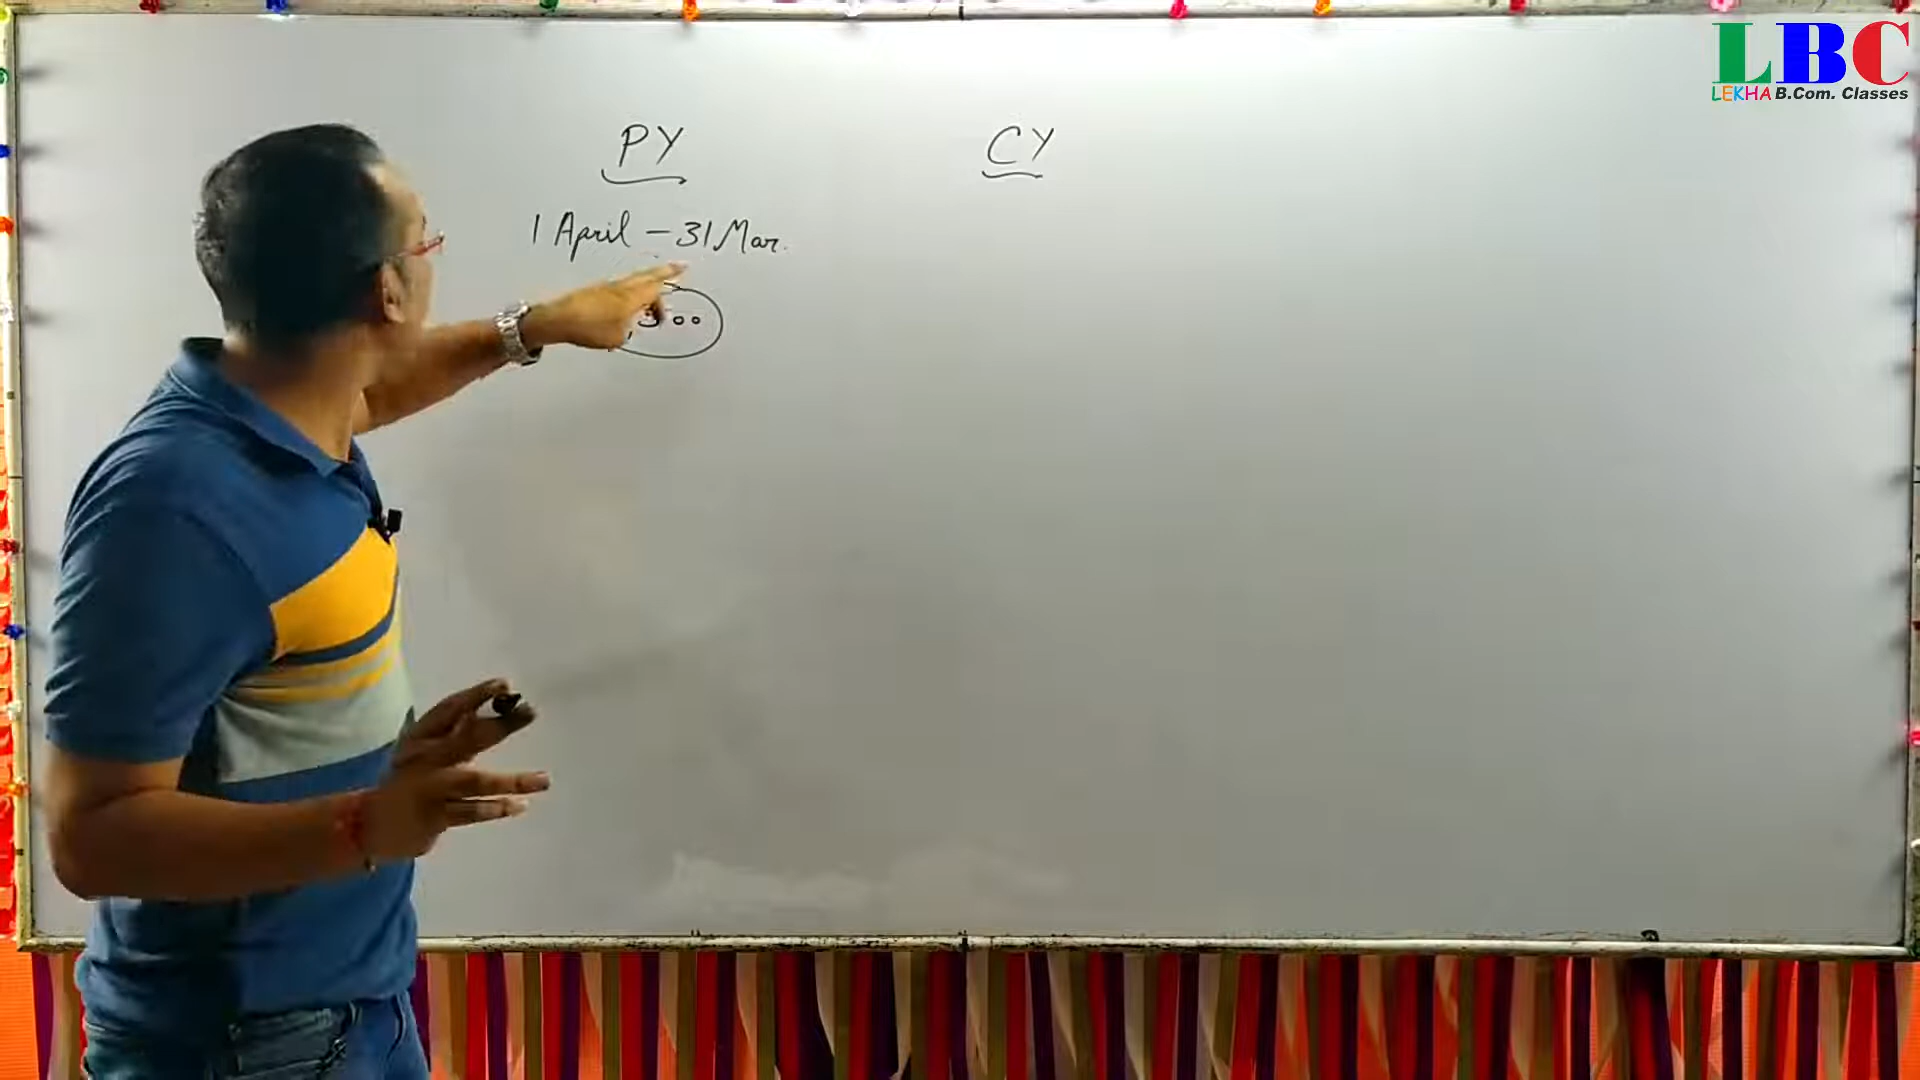 PY
CY
1 April - 31 Mar.
LBC
LEKHA B.Com. Classes